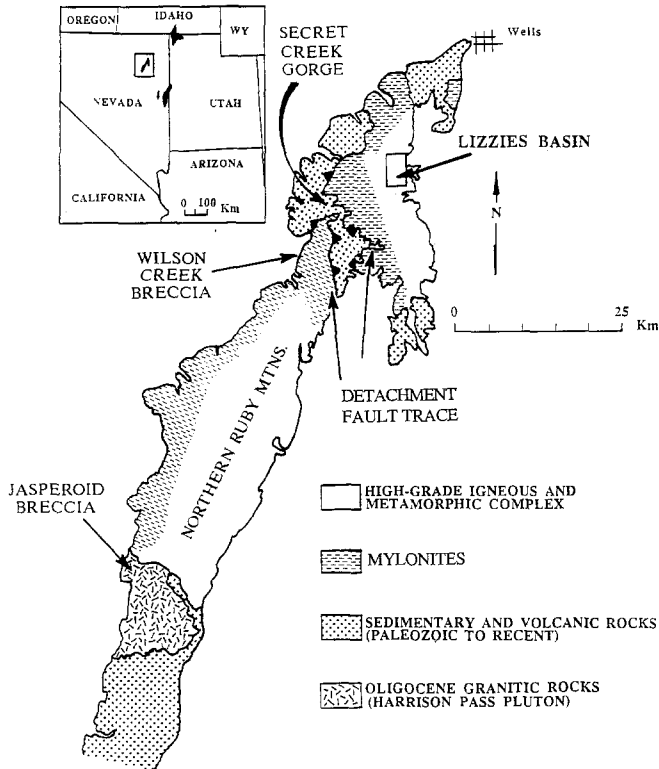 OREGON
IDAHO
WY
NEVADA
UTAH
ARIZONA
CALIFORNIA
0 100 Km
SECRET
CREEK
GORGE
Wells
LIZZIES BASIN
N
0 25
Km
WILSON
CREEK
BRECCIA
DETACHMENT
FAULT TRACE
NORTHERN RUBY MTNS.
JASPEROID
BRECCIA
HIGH-GRADE IGNEOUS AND
METAMORPHIC COMPLEX
MYLONITES
SEDIMENTARY AND VOLCANIC ROCKS
(PALEOZOIC TO RECENT)
OLIGOCENE GRANITIC ROCKS
(HARRISON PASS PLUTON)